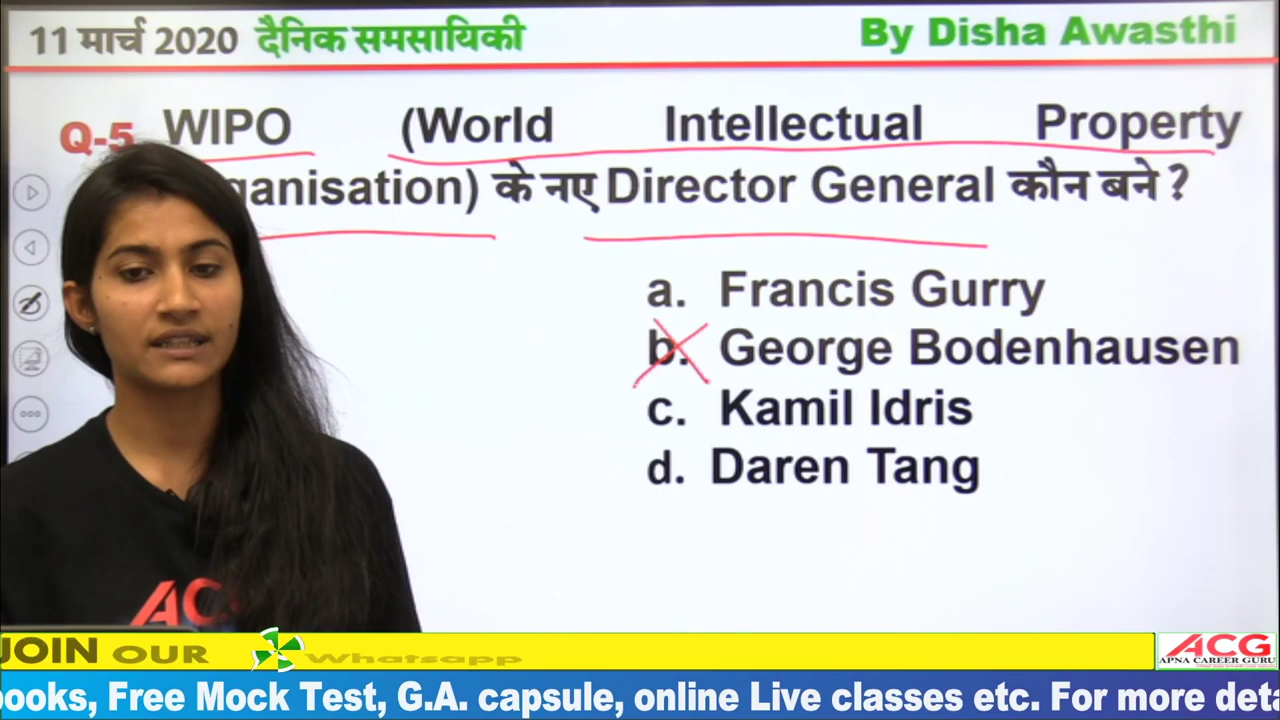 11 मार्च 2020 दैनिक समसायिकी
By Disha Awasthi
Q-5 WIPO (World Intellectual Property
ganisation) के नए Director General कौन बने ?
a. Francis Gurry
b. George Bodenhausen
c. Kamil Idris
d. Daren Tang
AC
JOIN OUR Whatsapp
ACG
APNA CAREER GURU
books, Free Mock Test, G.A. capsule, online Live classes etc. For more deta